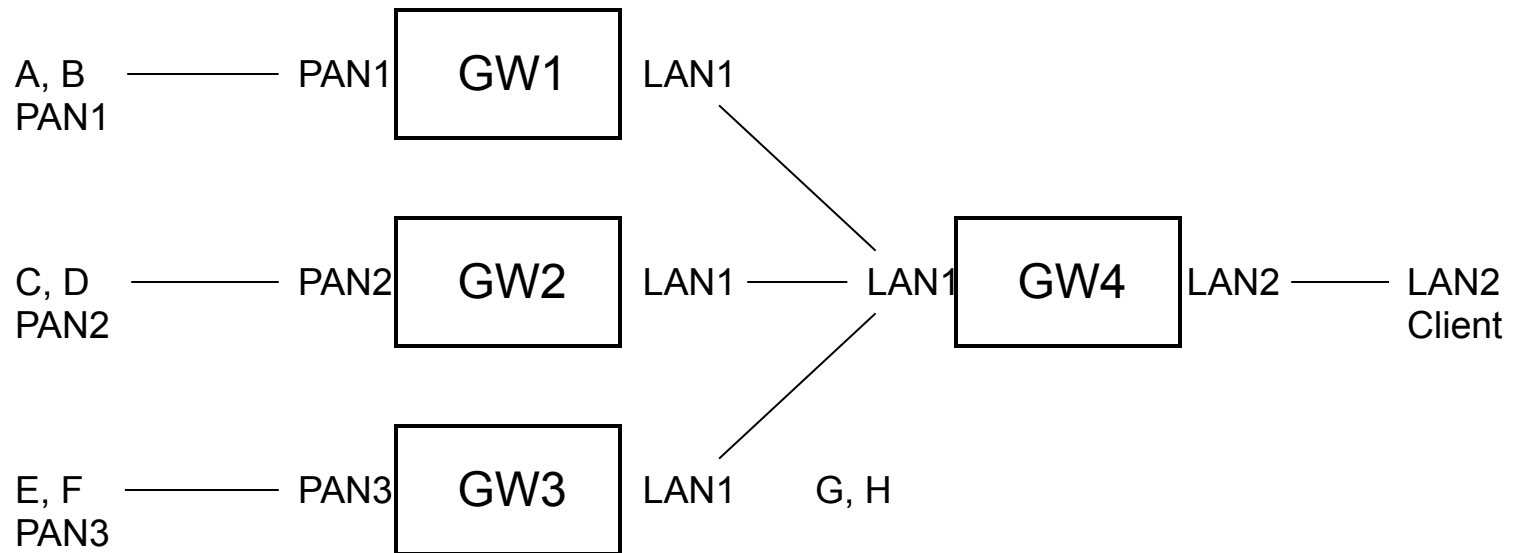 A, B
PAN1
PAN1
GW1
LAN1
C, D
PAN2
PAN2
GW2
LAN1
LAN1
GW4
LAN2
LAN2
Client
E, F
PAN3
PAN3
GW3
LAN1
G, H